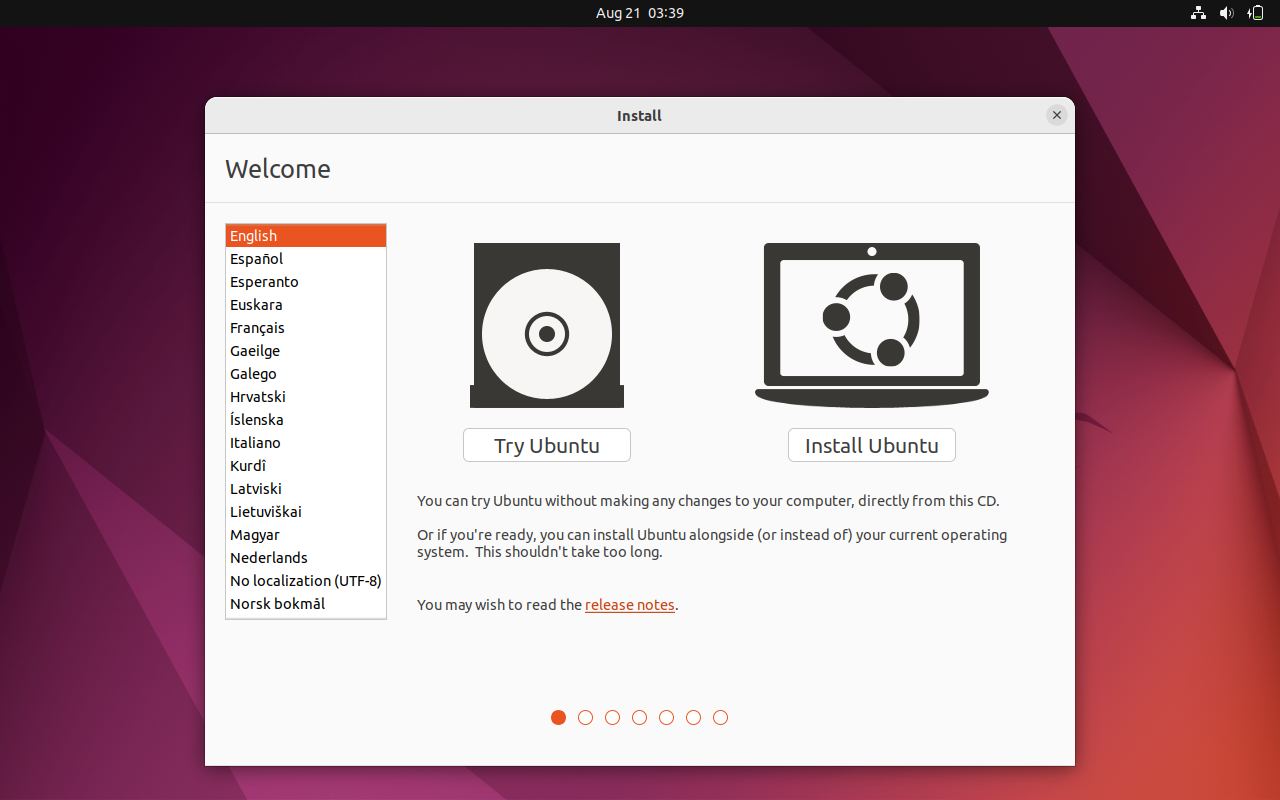 Aug 21 03:39
Install
Welcome
English
Español
Esperanto
Euskara
Français
Gaeilge
Galego
Hrvatski
Íslenska
Italiano
Kurdî
Latviski
Lietuviškai
Magyar
Nederlands
No localization (UTF-8)
Norsk bokmål
Try Ubuntu
Install Ubuntu
You can try Ubuntu without making any changes to your computer, directly from this CD.
Or if you're ready, you can install Ubuntu alongside (or instead of) your current operating
system.  This shouldn't take too long.
You may wish to read the release notes.